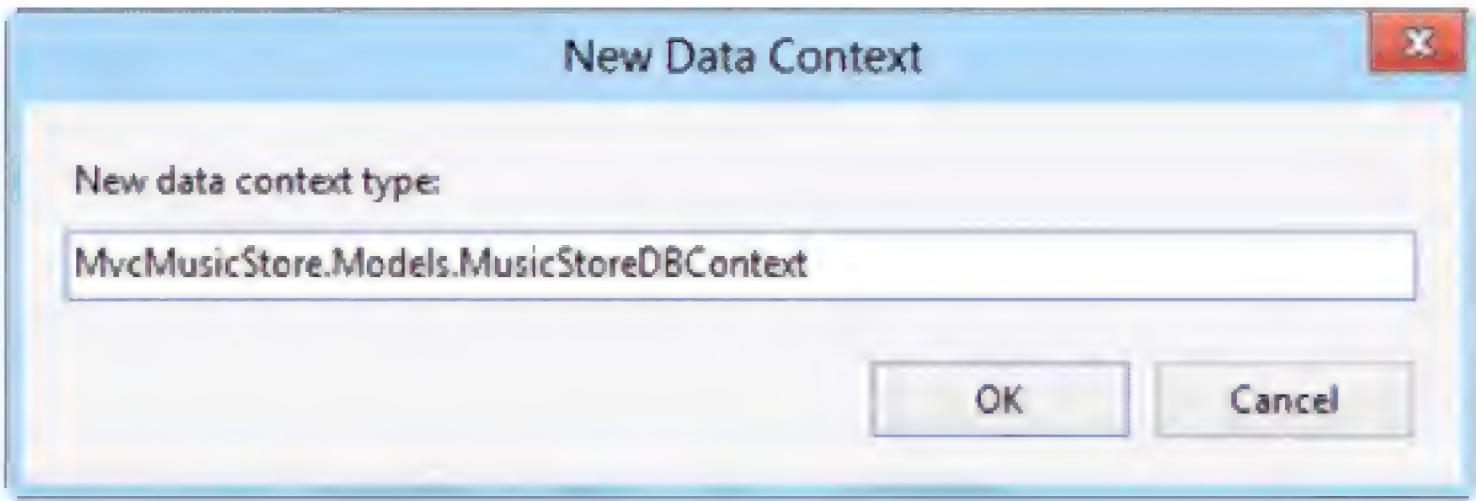 New Data Context
New data context type:
MvcMusicStore.Models.MusicStoreDBContext
OK Cancel